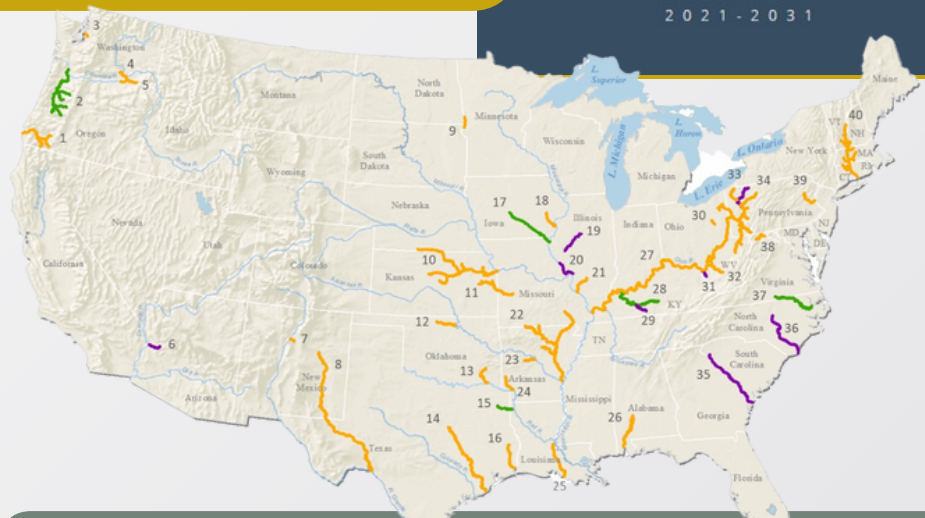 2021-2031
3
Washington
4
5
2
1
Oregon
Idaho
Montana
North
Dakota
9
Minnesota
South
Dakota
Wyoming
Wisconsin
L.
Superior
L. Michigan
Michigan
L.
Huron
L. Ontario
L. Erie
Maine
VT
40
NH
MA
RI
CT
New York
33
34
39
Pennsylvania
NJ
MD
DE
38
30
Ohio
Indiana
Illinois
17
18
19
Iowa
Nebraska
Nevada
Utah
California
Colorado
10
Kansas
11
Missouri
20
21
27
28
29
KY
31
32
WV
Virginia
37
North
Carolina
36
South
Carolina
35
Georgia
TN
22
12
Oklahoma
23
Arkansas
24
13
15
6
Arizona
7
New
Mexico
8
Texas
14
16
Louisiana
25
Mississippi
26
Alabama
Florida